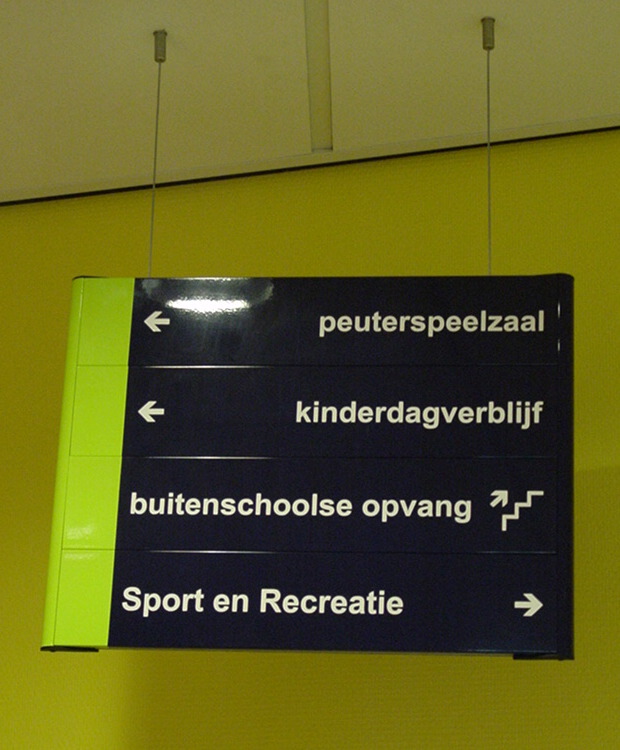 peuterspeelzaal
kinderdagverblijf
buitenschoolse opvang
Sport en Recreatie